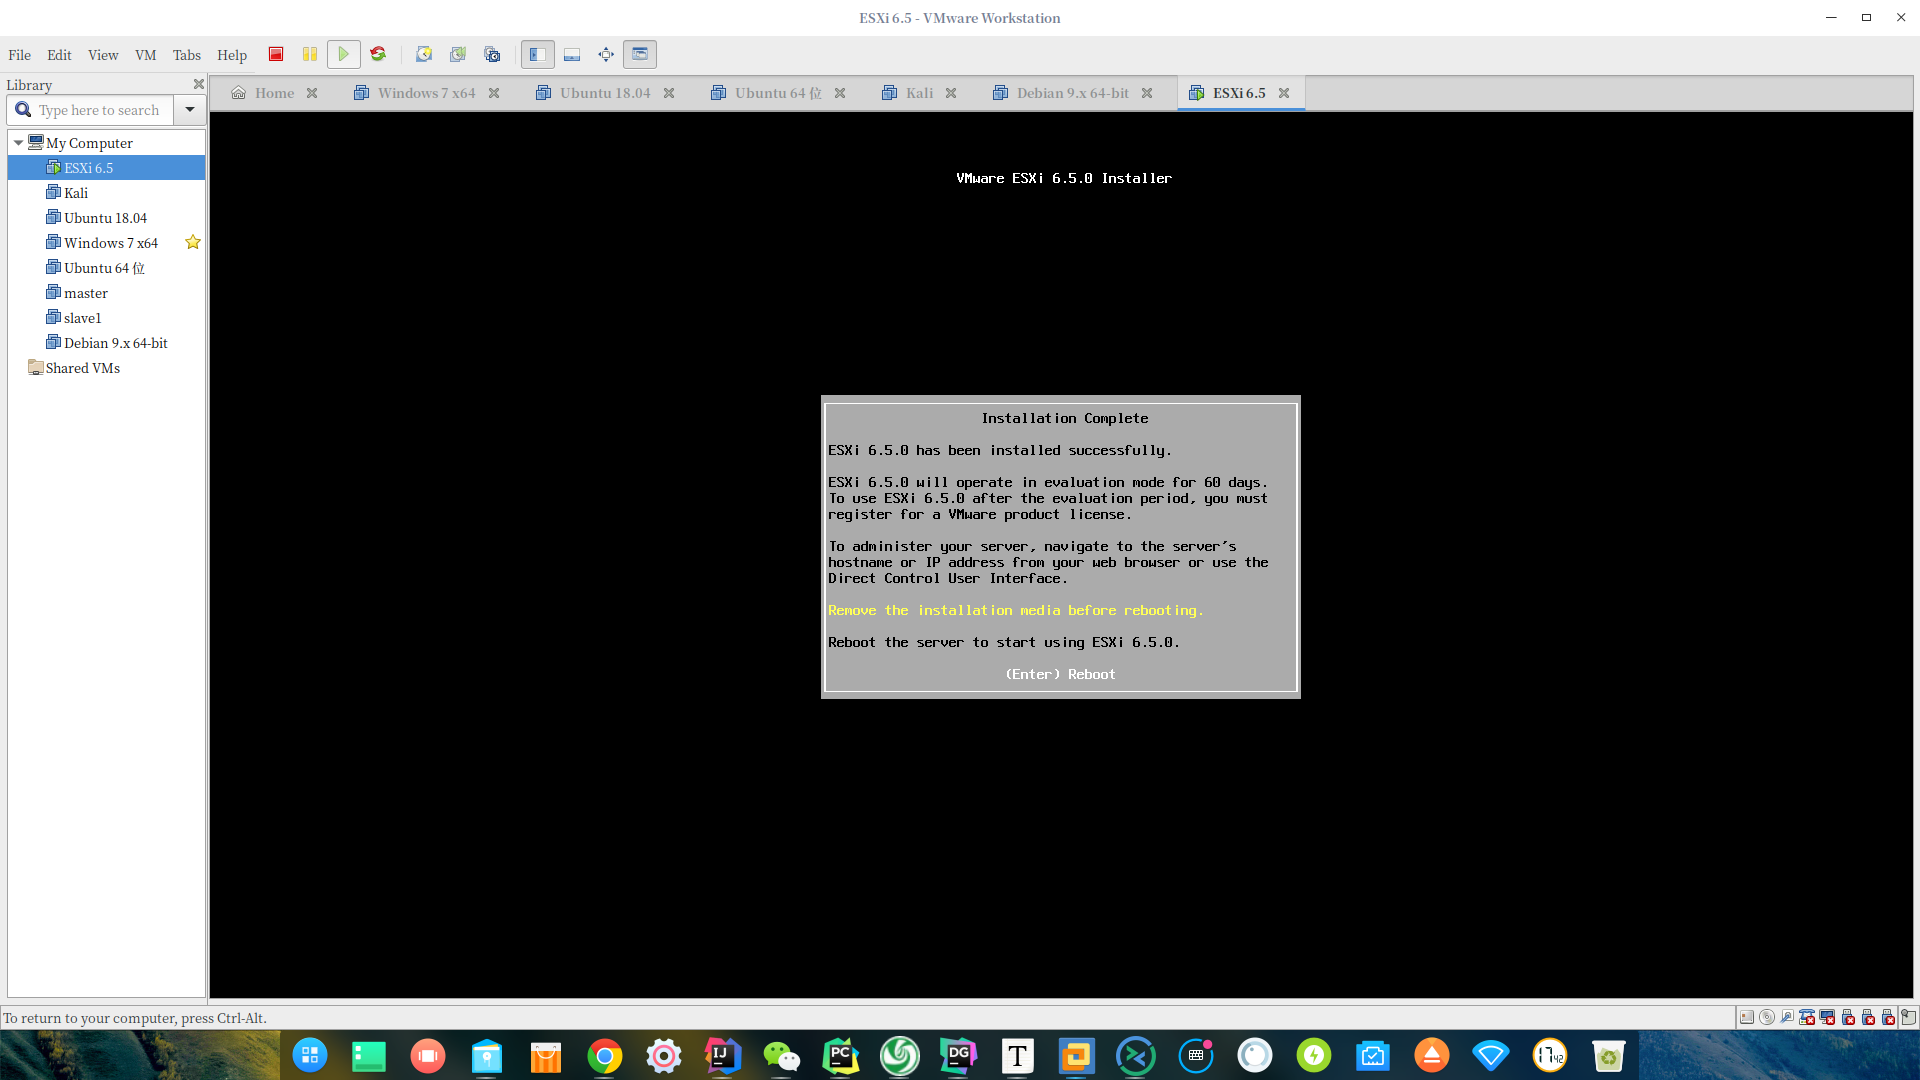 ESXi 6.5 - VMware Workstation
File Edit View VM Tabs Help
Library
Type here to search
My Computer
ESXi 6.5
Kali
Ubuntu 18.04
Windows 7 x64
Ubuntu 64 位
master
slave1
Debian 9.x 64-bit
Shared VMs
Home Windows 7 x64 Ubuntu 18.04 Ubuntu 64 位 Kali Debian 9.x 64-bit ESXi 6.5
VMware ESXi 6.5.0 Installer
Installation Complete
ESXi 6.5.0 has been installed successfully.
ESXi 6.5.0 will operate in evaluation mode for 60 days.
To use ESXi 6.5.0 after the evaluation period, you must
register for a VMware product license.
To administer your server, navigate to the server's
hostname or IP address from your web browser or use the
Direct Control User Interface.
Remove the installation media before rebooting.
Reboot the server to start using ESXi 6.5.0.
(Enter) Reboot
To return to your computer, press Ctrl-Alt.
IJ PC DG T 17 42